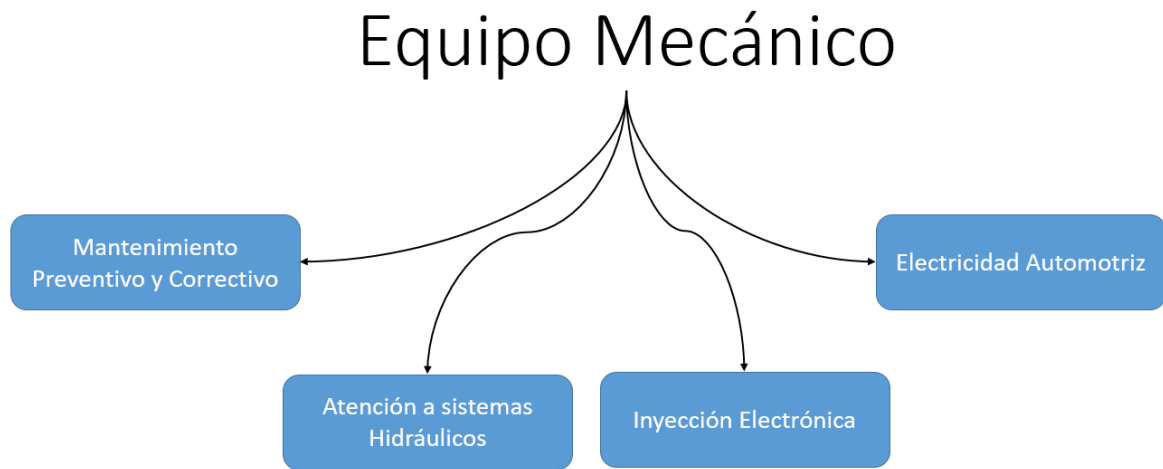 Equipo Mecánico
Mantenimiento
Preventivo y Correctivo
Electricidad Automotriz
Atención a sistemas
Hidráulicos
Inyección Electrónica